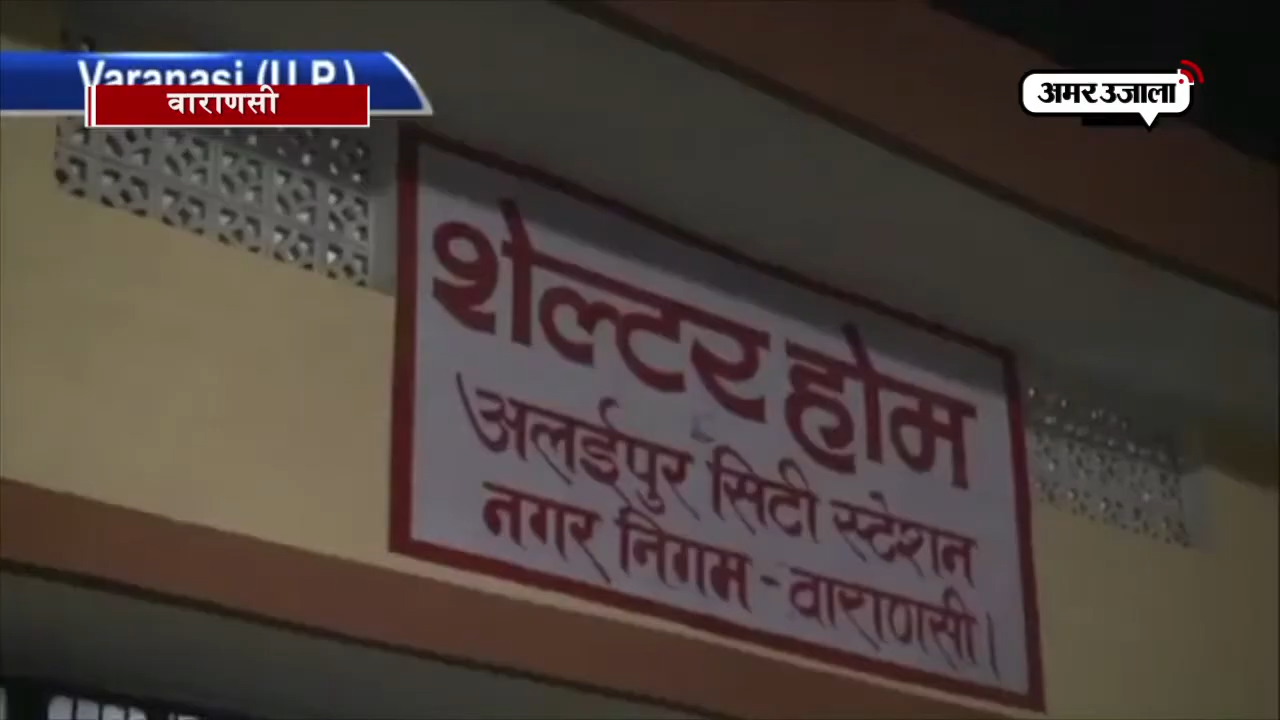 Varanasi (U.P.)
वाराणसी
अमर उजाला
शेल्टर होम
अलईपुर सिटी स्टेशन
नगर निगम - वाराणसी।